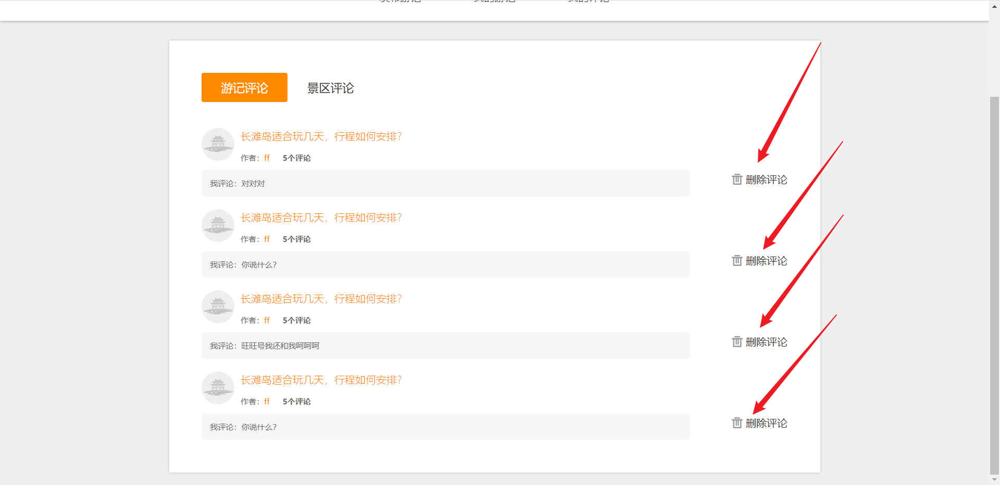 游记评论 景区评论
长滩岛适合玩几天，行程如何安排？
作者：ff 5个评论
我评论：对对对
删除评论
长滩岛适合玩几天，行程如何安排？
作者：ff 5个评论
我评论：你说什么？
删除评论
长滩岛适合玩几天，行程如何安排？
作者：ff 5个评论
我评论：旺旺号我还和我呵呵呵
删除评论
长滩岛适合玩几天，行程如何安排？
作者：ff 5个评论
我评论：你说什么？
删除评论